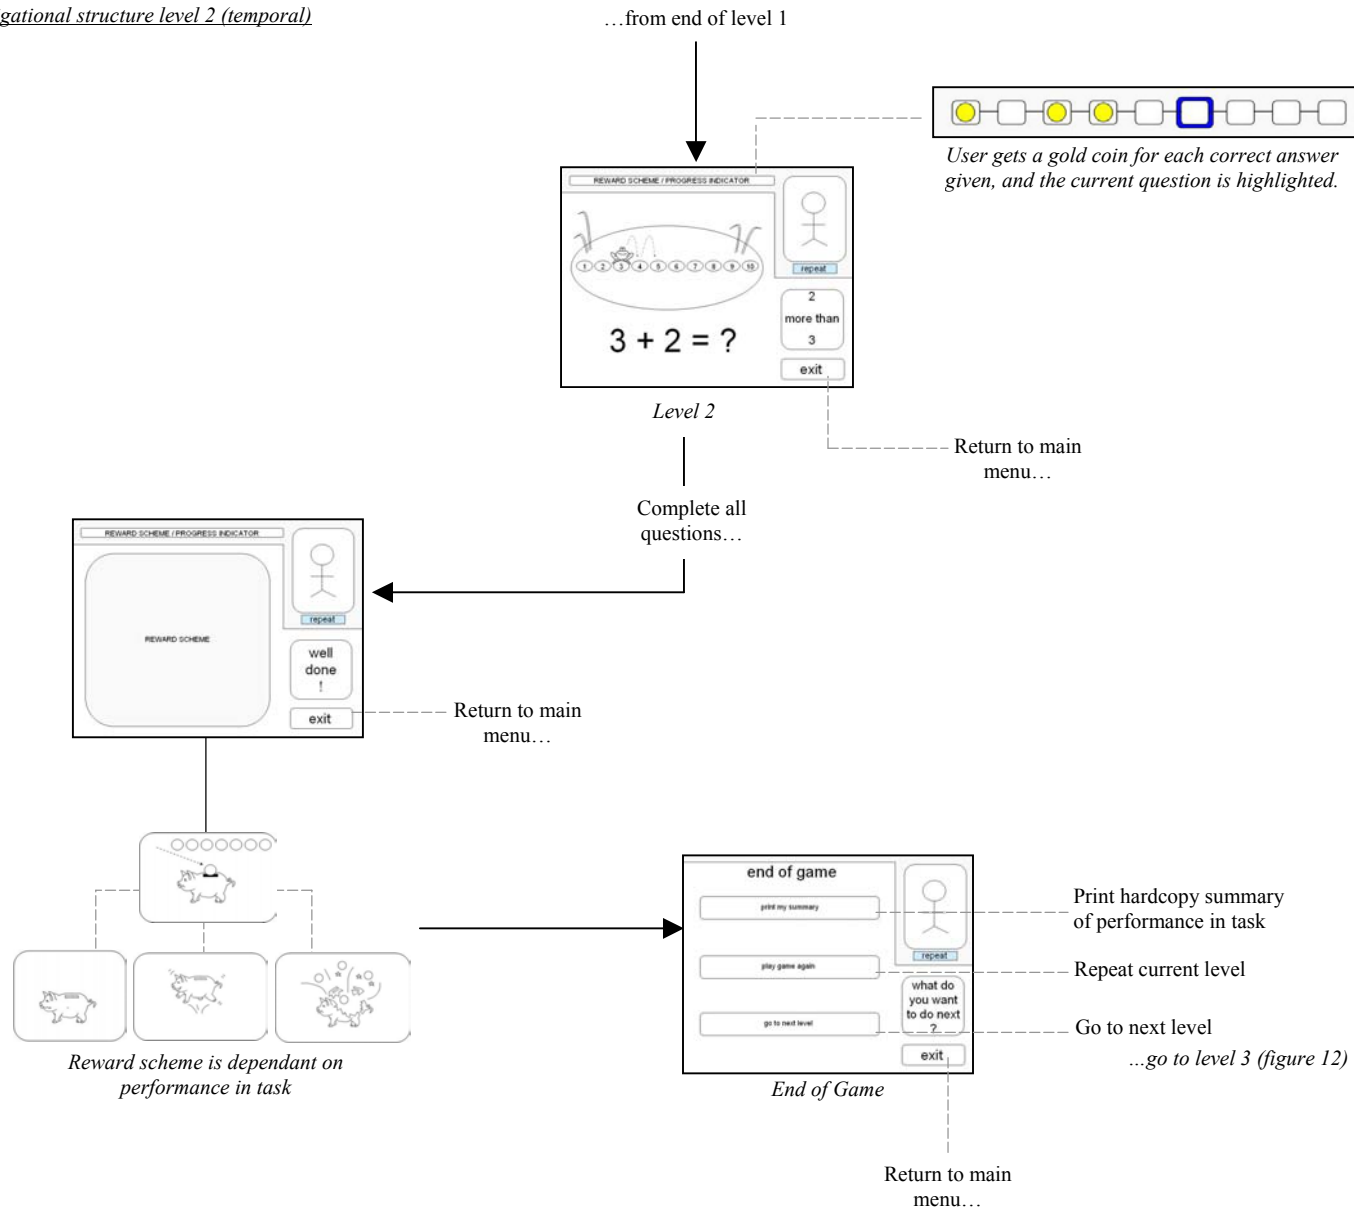 gational structure level 2 (temporal)
…from end of level 1
User gets a gold coin for each correct answer
given, and the current question is highlighted.
REWARD SCHEME / PROGRESS INDICATOR
repeat
1 2 3 4 5 6 7 8 9 10
2
more than
3
3 + 2 = ?
exit
Level 2
Return to main
menu…
Complete all
questions…
REWARD SCHEME / PROGRESS INDICATOR
repeat
REWARD SCHEME
well
done
!
exit
Return to main
menu…
Reward scheme is dependant on
performance in task
end of game
print my summary
play game again
go to next level
repeat
what do
you want
to do next
?
exit
End of Game
Print hardcopy summary
of performance in task
Repeat current level
Go to next level
...go to level 3 (figure 12)
Return to main
menu…